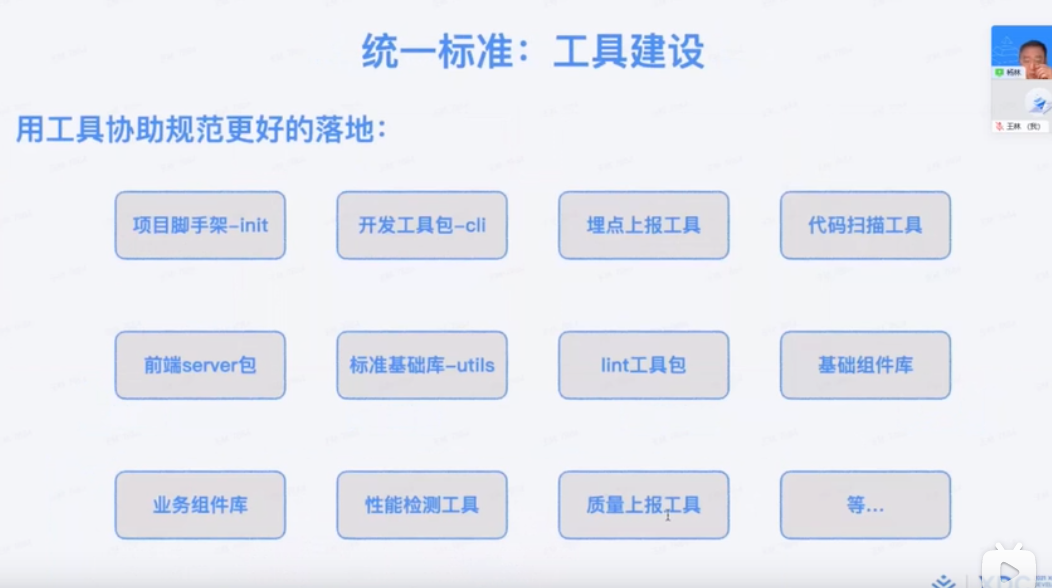 统一标准：工具建设
用工具协助规范更好的落地：
项目脚手架-init
开发工具包-cli
埋点上报工具
代码扫描工具
前端server包
标准基础库-utils
lint工具包
基础组件库
业务组件库
性能检测工具
质量上报工具
等...
王林（我）